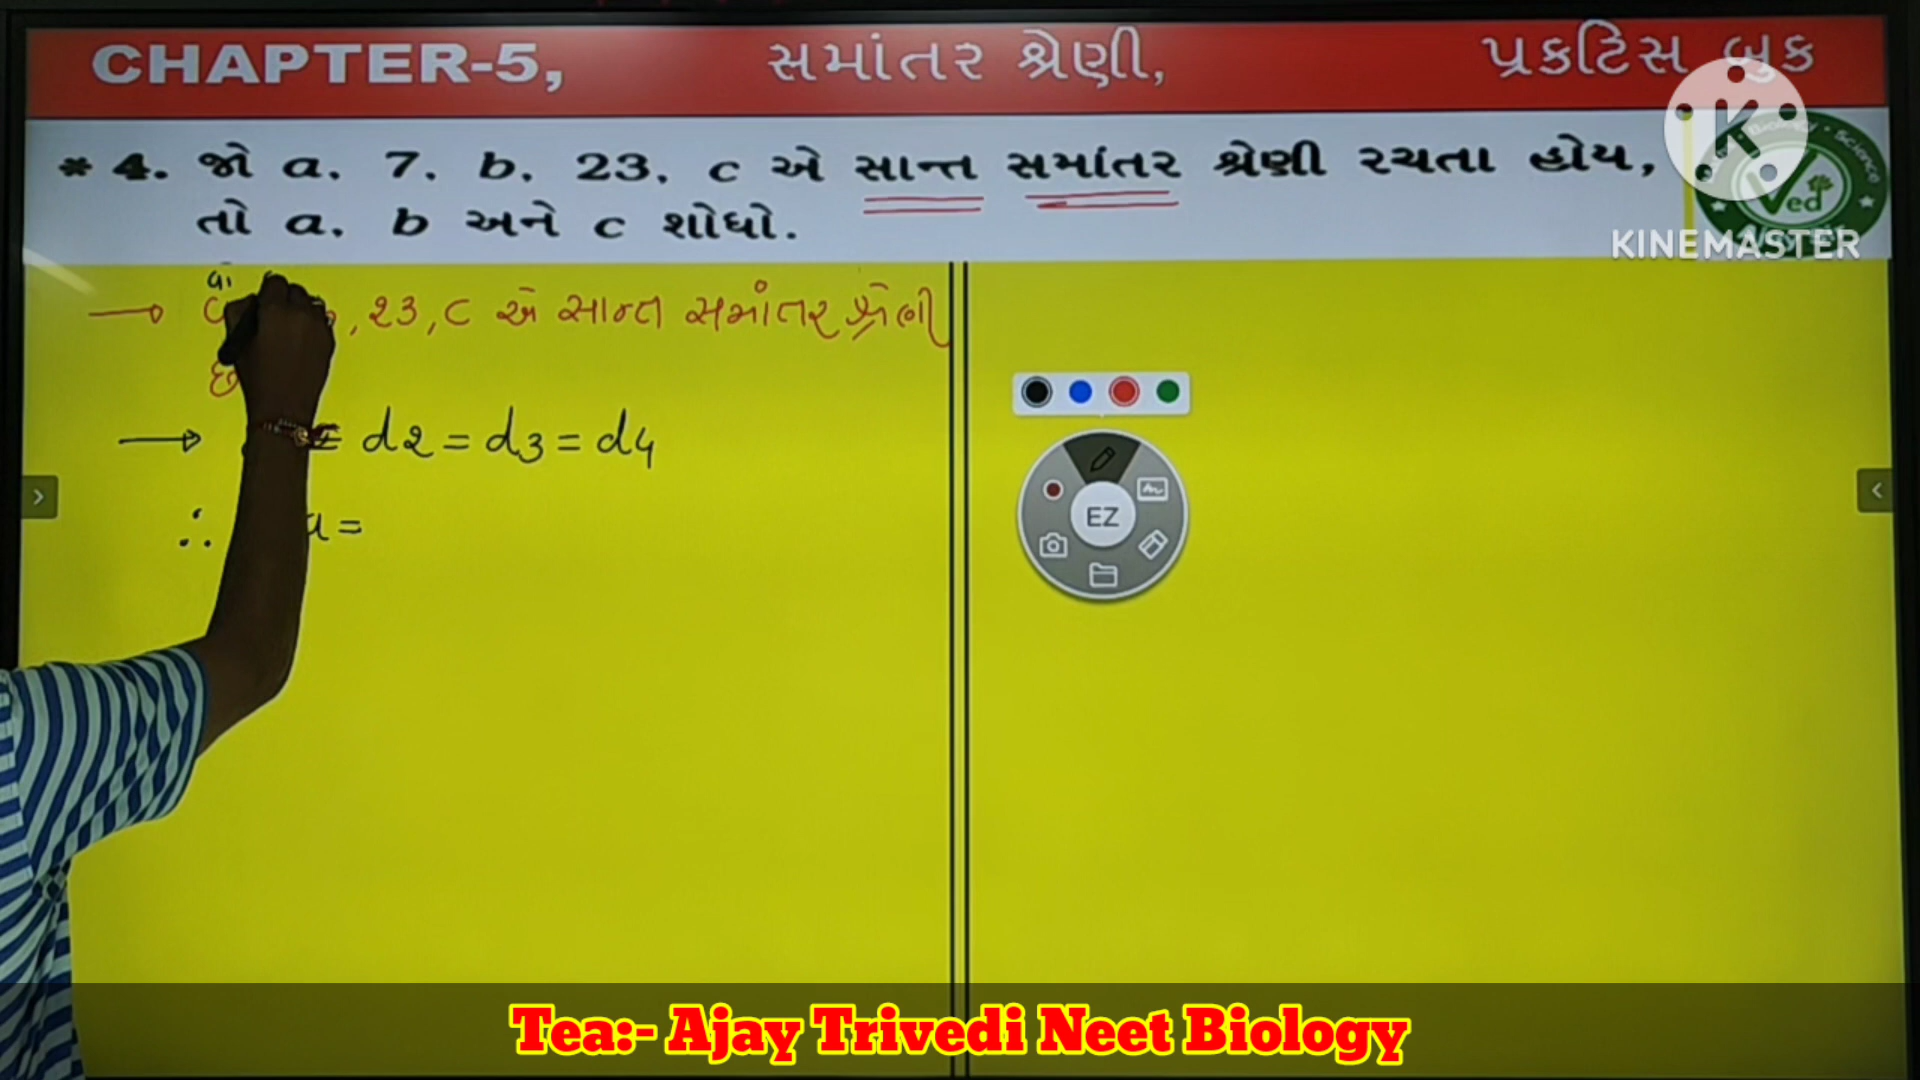 CHAPTER-5, સમાંતર શ્રેણી, પ્રકટિસ બુક
* 4. જો a, 7, b, 23, c એ સાન્ત સમાંતર શ્રેણી રચતા હોય,
તો a, b અને c શોધો.
KINEMASTER
a1
, 23, c એ સાન્ત સમાંતર શ્રેણી
છે
= d2 = d3 = d4
∴ a =
EZ
Tea:- Ajay Trivedi Neet Biology